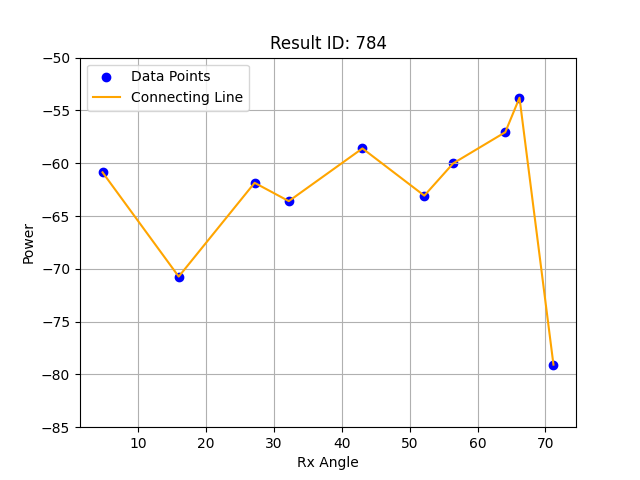 Result ID: 784
Data Points
Connecting Line
−50
−55
−60
−65
−70
−75
−80
−85
Power
10 20 30 40 50 60 70
Rx Angle